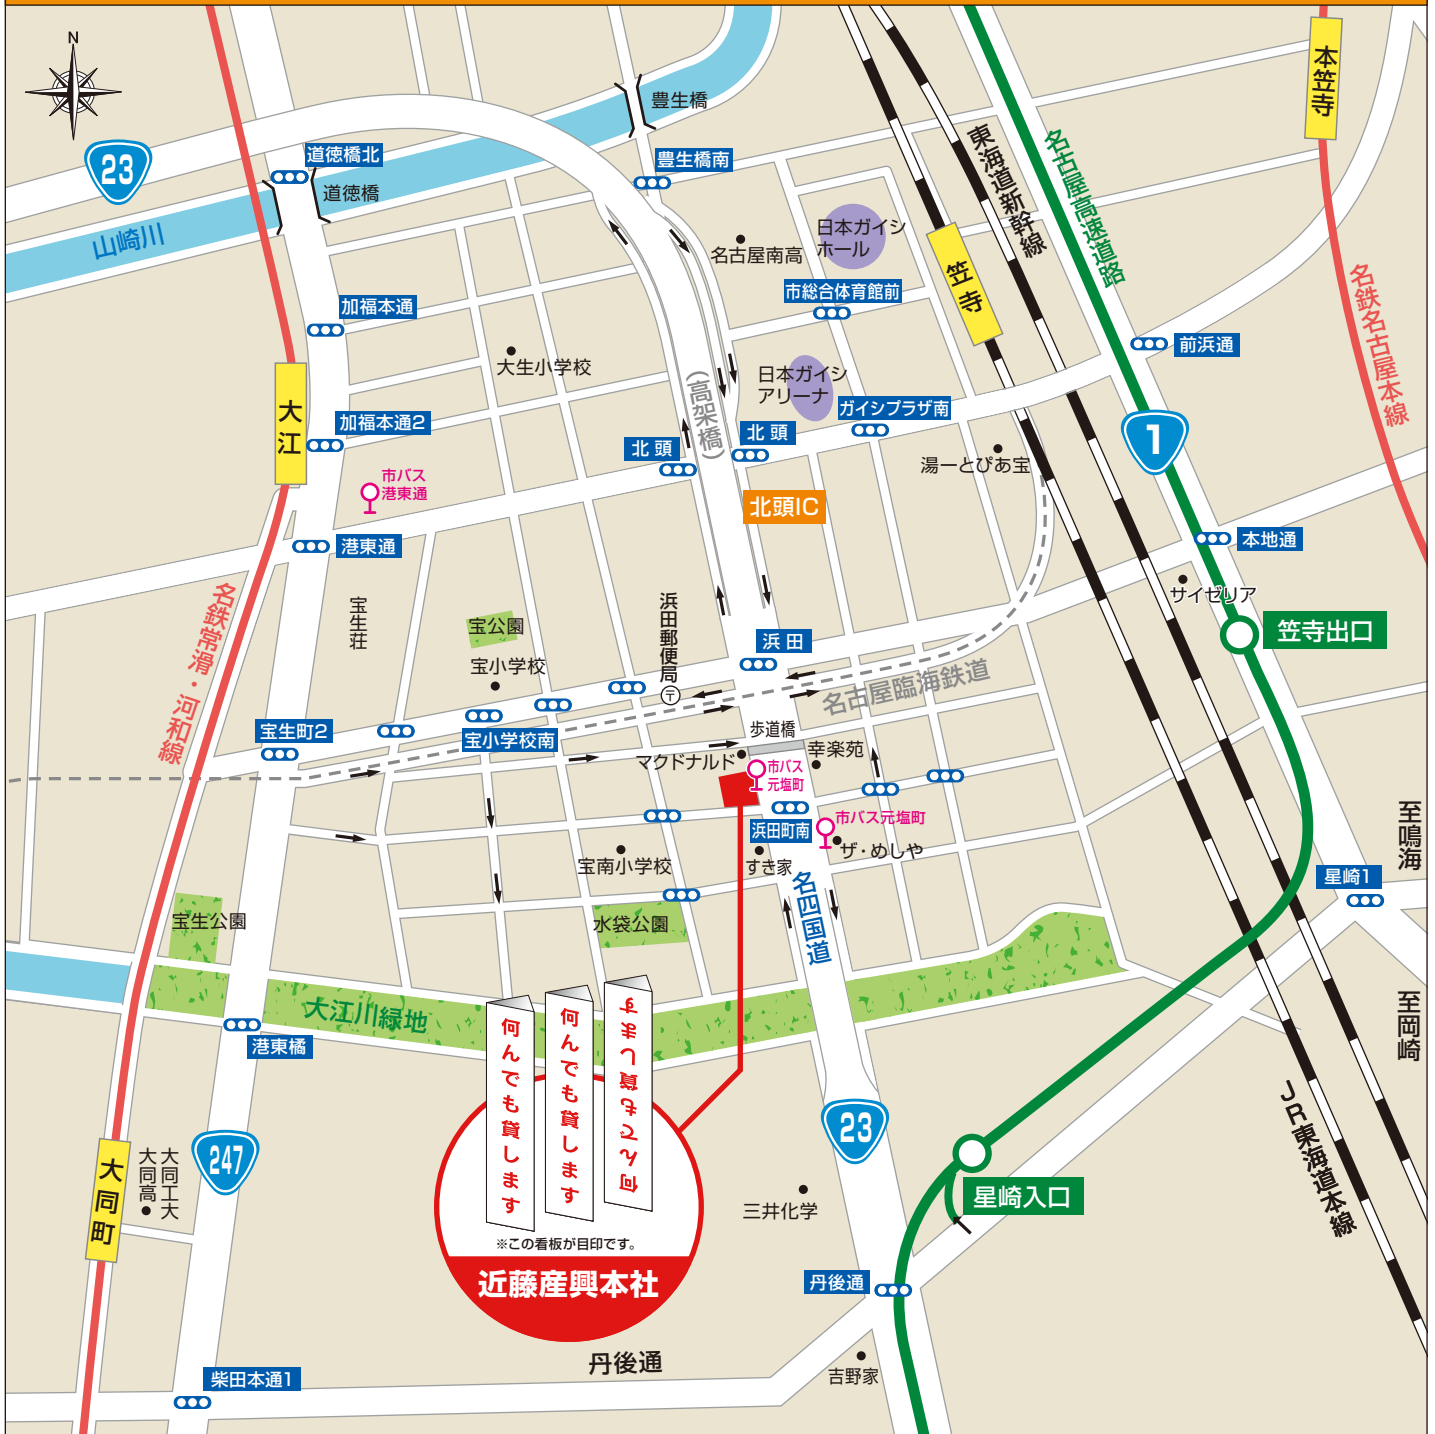 N
本笠寺
23
道徳橋北
道徳橋
豊生橋
豊生橋南
東海道新幹線
名古屋高速道路
山崎川
名古屋南高
日本ガイシ
ホール
笠寺
市総合体育館前
加福本通
名鉄名古屋本線
前浜通
大生小学校
(高架橋)
日本ガイシ
アリーナ
ガイシプラザ南
大江
加福本通2
北頭
北頭
1
湯ーとぴあ宝
市バス
港東通
北頭IC
港東通
本地通
サイゼリア
名鉄常滑・河和線
宝生荘
宝公園
宝小学校
浜田郵便局
〒
浜田
笠寺出口
名古屋臨海鉄道
宝生町2
宝小学校南
歩道橋
マクドナルド
幸楽苑
市バス
元塩町
浜田町南
市バス元塩町
ザ・めしや
すき家
宝南小学校
至鳴海
星崎1
名四国道
宝生公園
水袋公園
大江川緑地
港東橋
至岡崎
何んでも貸します
何んでも貸します
何んでも貸します
23
JR東海道本線
247
大同町
大同高
大同工大
三井化学
星崎入口
※この看板が目印です。
近藤産興本社
丹後通
丹後通
吉野家
柴田本通1